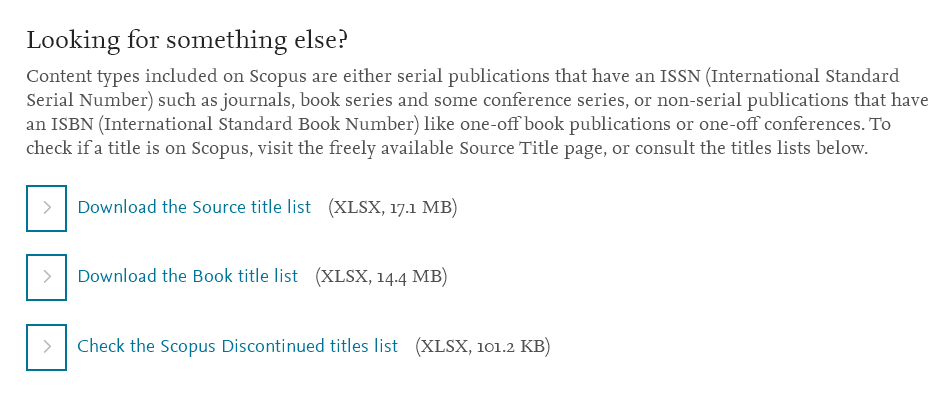 Looking for something else?
Content types included on Scopus are either serial publications that have an ISSN (International Standard
Serial Number) such as journals, book series and some conference series, or non-serial publications that have
an ISBN (International Standard Book Number) like one-off book publications or one-off conferences. To
check if a title is on Scopus, visit the freely available Source Title page, or consult the titles lists below.
Download the Source title list (XLSX, 17.1 MB)
Download the Book title list (XLSX, 14.4 MB)
Check the Scopus Discontinued titles list (XLSX, 101.2 KB)